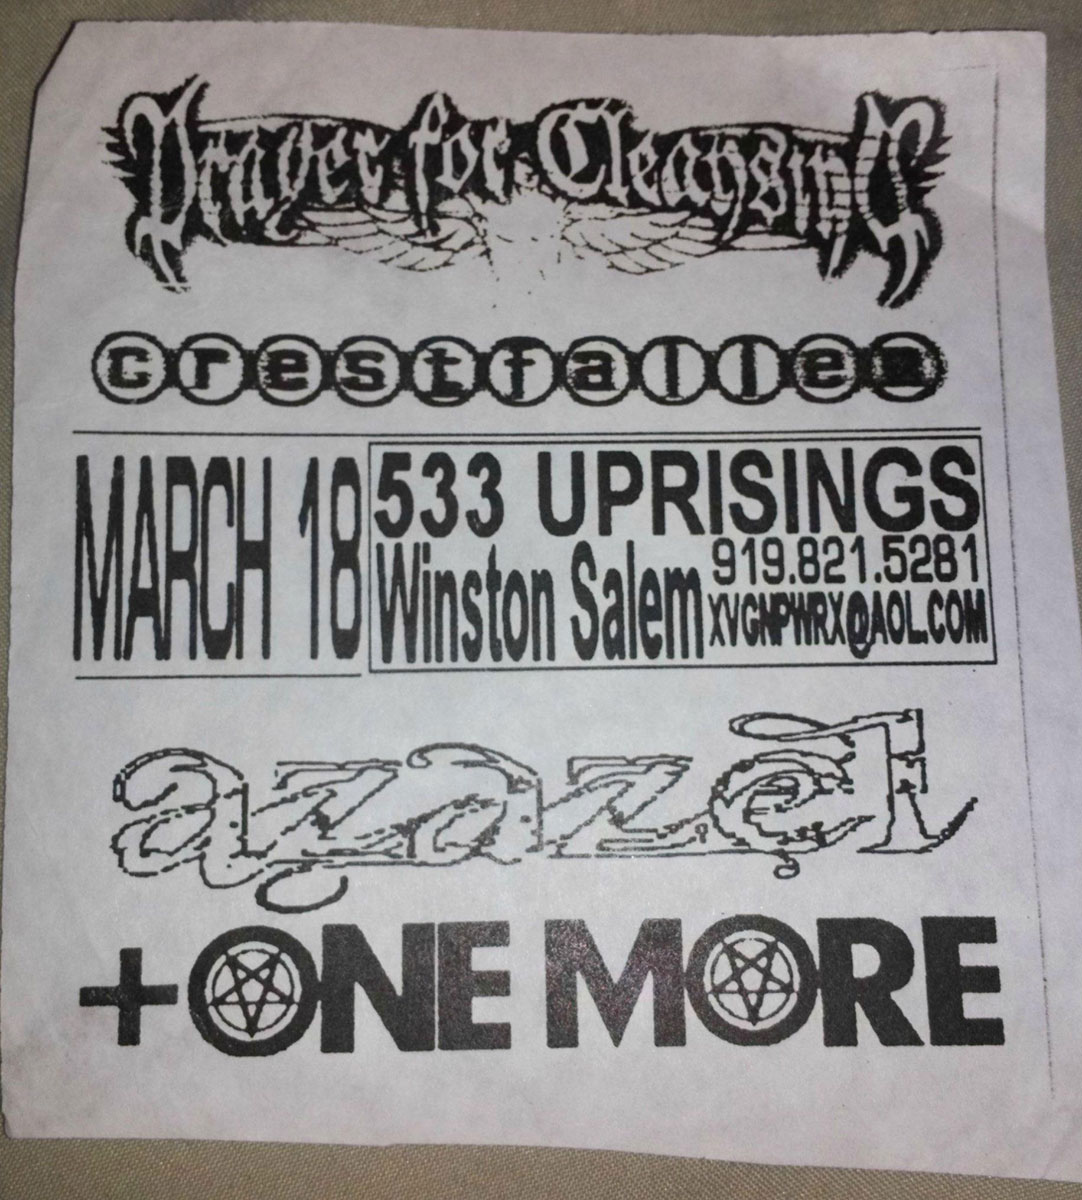 Prayer for Cleansing
crestfallen
MARCH 18
533 UPRISINGS
Winston Salem
919.821.5281
XVGNPWRX@AOL.COM
azazel
+ ONE MORE